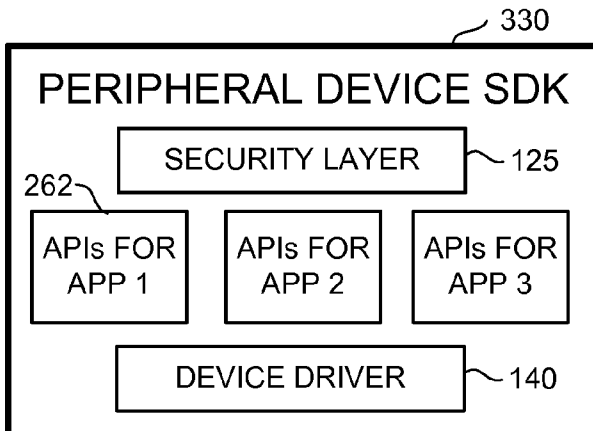 330
PERIPHERAL DEVICE SDK
SECURITY LAYER
125
262
APIs FOR
APP 1
APIs FOR
APP 2
APIs FOR
APP 3
DEVICE DRIVER
140